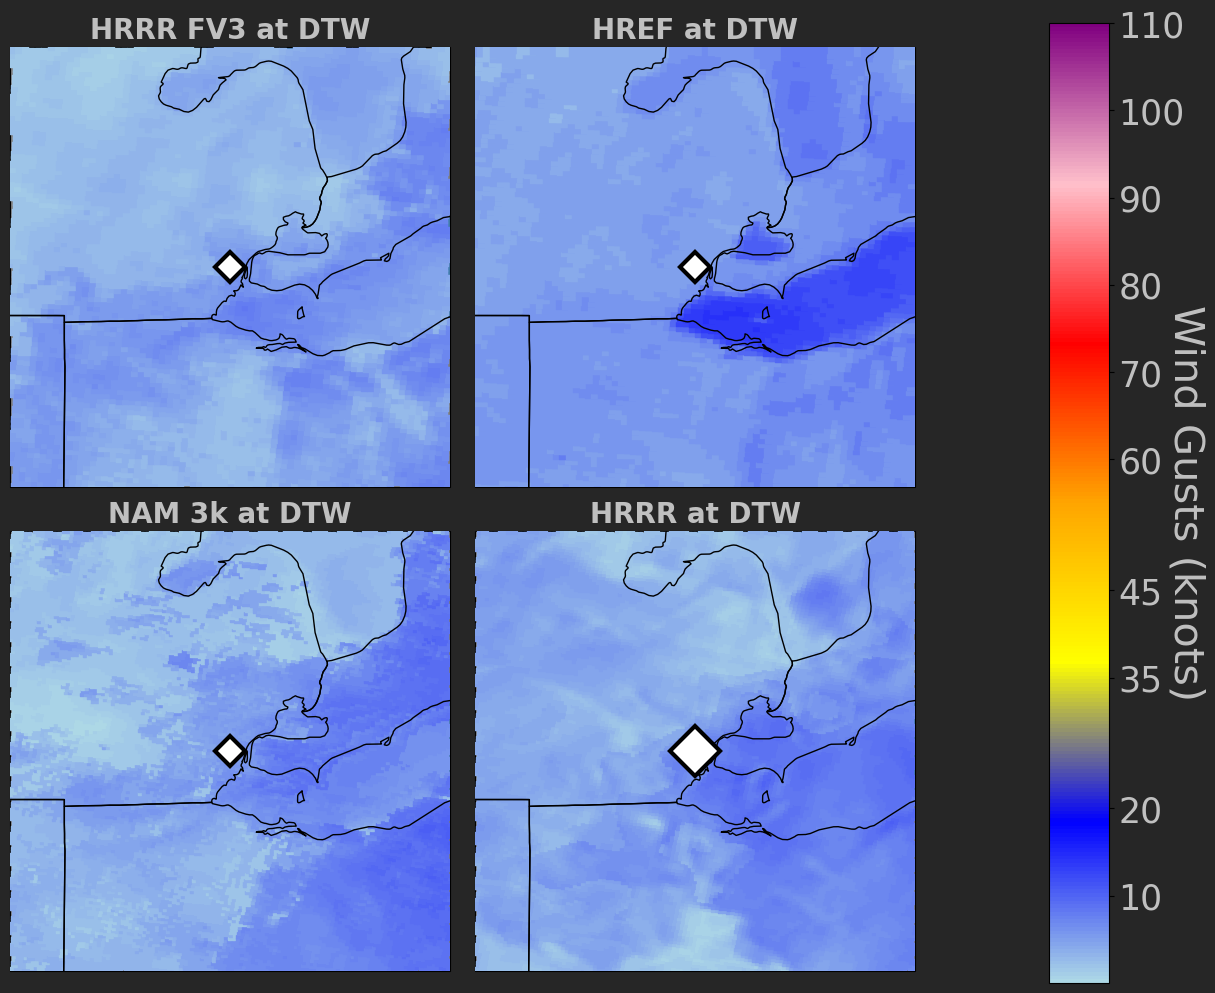 HRRR FV3 at DTW
HREF at DTW
NAM 3k at DTW
HRRR at DTW
110
100
90
80
70
60
45
35
20
10
Wind Gusts (knots)